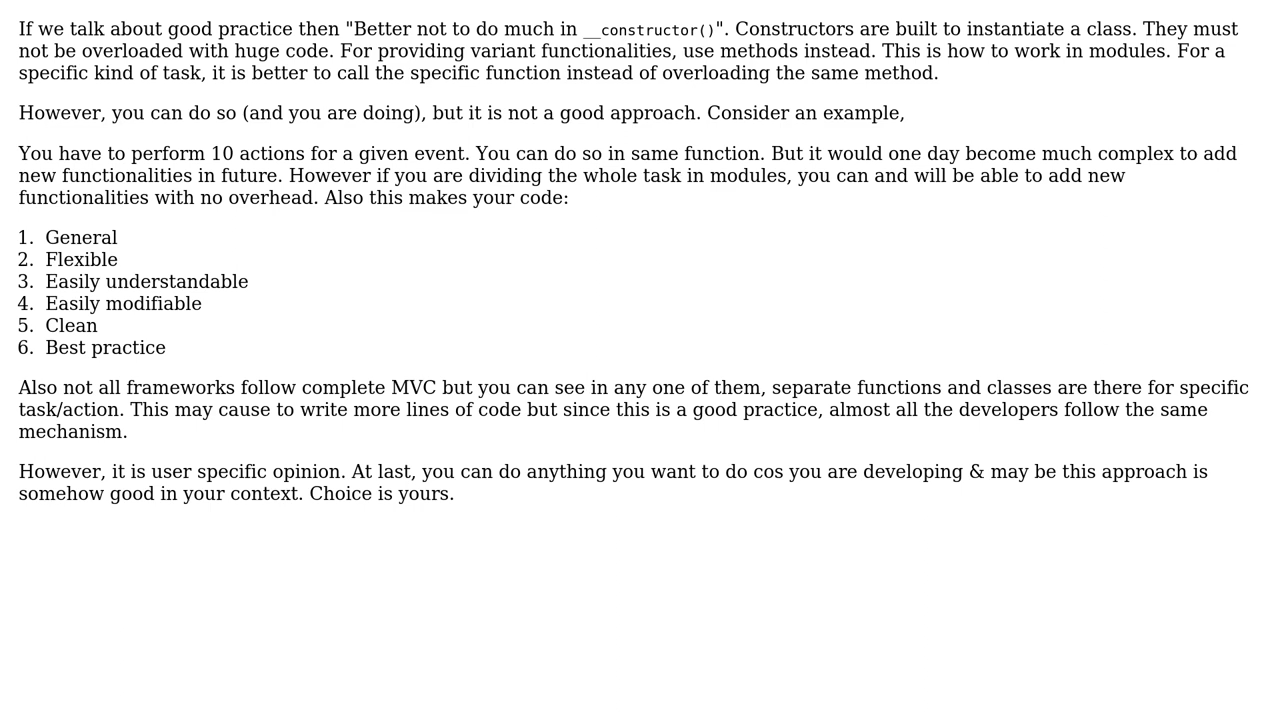 If we talk about good practice then "Better not to do much in __constructor()". Constructors are built to instantiate a class. They must
not be overloaded with huge code. For providing variant functionalities, use methods instead. This is how to work in modules. For a
specific kind of task, it is better to call the specific function instead of overloading the same method.
However, you can do so (and you are doing), but it is not a good approach. Consider an example,
You have to perform 10 actions for a given event. You can do so in same function. But it would one day become much complex to add
new functionalities in future. However if you are dividing the whole task in modules, you can and will be able to add new
functionalities with no overhead. Also this makes your code:
1. General
2. Flexible
3. Easily understandable
4. Easily modifiable
5. Clean
6. Best practice
Also not all frameworks follow complete MVC but you can see in any one of them, separate functions and classes are there for specific
task/action. This may cause to write more lines of code but since this is a good practice, almost all the developers follow the same
mechanism.
However, it is user specific opinion. At last, you can do anything you want to do cos you are developing & may be this approach is
somehow good in your context. Choice is yours.